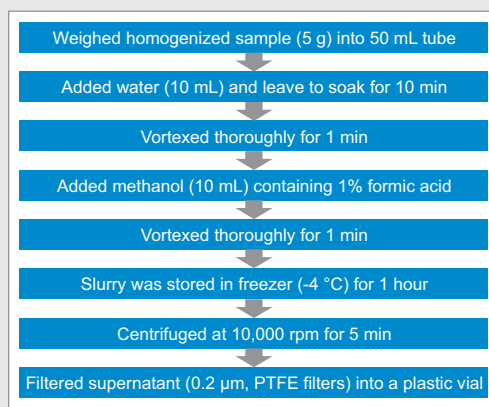 Weighed homogenized sample (5 g) into 50 mL tube
Added water (10 mL) and leave to soak for 10 min
Vortexed thoroughly for 1 min
Added methanol (10 mL) containing 1% formic acid
Vortexed thoroughly for 1 min
Slurry was stored in freezer (-4 °C) for 1 hour
Centrifuged at 10,000 rpm for 5 min
Filtered supernatant (0.2 μm, PTFE filters) into a plastic vial